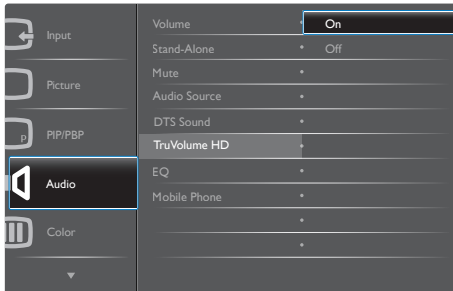 Input
Picture
P
PIP/PBP
Audio
Color
Volume
Stand-Alone
Mute
Audio Source
DTS Sound
TruVolume HD
EQ
Mobile Phone
On
Off